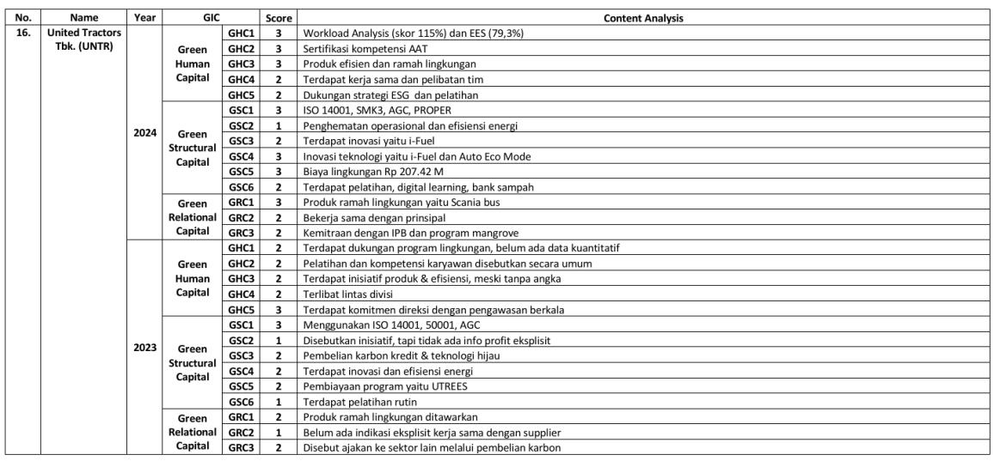 No. Name Year GIC Score Content Analysis
16. United Tractors Tbk. (UNTR) 2024 Green Human Capital GHC1 3 Workload Analysis (skor 115%) dan EES (79,3%)
GHC2 3 Sertifikasi kompetensi AAT
GHC3 3 Produk efisien dan ramah lingkungan
GHC4 2 Terdapat kerja sama dan pelibatan tim
GHC5 2 Dukungan strategi ESG dan pelatihan
Green Structural Capital GSC1 3 ISO 14001, SMK3, AGC, PROPER
GSC2 1 Penghematan operasional dan efisiensi energi
GSC3 2 Terdapat inovasi yaitu i-Fuel
GSC4 3 Inovasi teknologi yaitu i-Fuel dan Auto Eco Mode
GSC5 3 Biaya lingkungan Rp 207.42 M
GSC6 2 Terdapat pelatihan, digital learning, bank sampah
Green Relational Capital GRC1 3 Produk ramah lingkungan yaitu Scania bus
GRC2 2 Bekerja sama dengan prinsipal
GRC3 2 Kemitraan dengan IPB dan program mangrove
2023 Green Human Capital GHC1 2 Terdapat dukungan program lingkungan, belum ada data kuantitatif
GHC2 2 Pelatihan dan kompetensi karyawan disebutkan secara umum
GHC3 2 Terdapat inisiatif produk & efisiensi, meski tanpa angka
GHC4 2 Terlibat lintas divisi
GHC5 3 Terdapat komitmen direksi dengan pengawasan berkala
Green Structural Capital GSC1 3 Menggunakan ISO 14001, 50001, AGC
GSC2 1 Disebutkan inisiatif, tapi tidak ada info profit eksplisit
GSC3 2 Pembelian karbon kredit & teknologi hijau
GSC4 2 Terdapat inovasi dan efisiensi energi
GSC5 2 Pembiayaan program yaitu UTREES
GSC6 1 Terdapat pelatihan rutin
Green Relational Capital GRC1 2 Produk ramah lingkungan ditawarkan
GRC2 1 Belum ada indikasi eksplisit kerja sama dengan supplier
GRC3 2 Disebut ajakan ke sektor lain melalui pembelian karbon